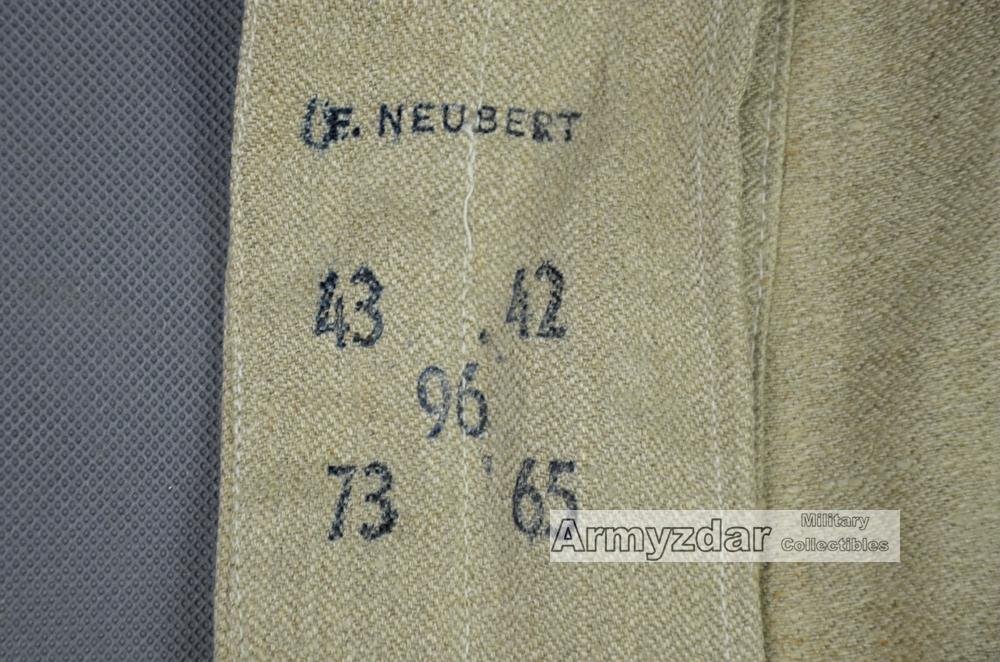 F. NEUBERT
43 42
96
73 65
Armyzdar Military Collectibles